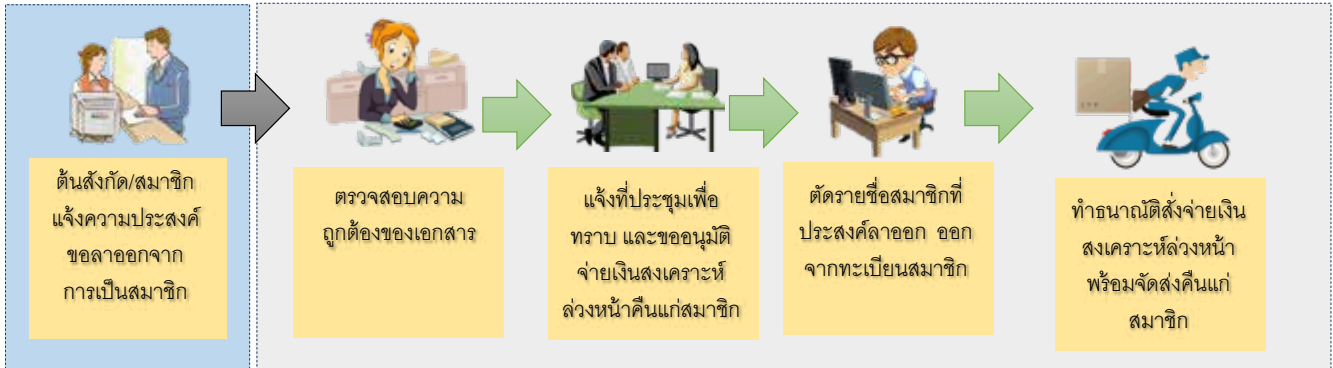 ต้นสังกัด/สมาชิก
แจ้งความประสงค์
ขอลาออกจาก
การเป็นสมาชิก
ตรวจสอบความ
ถูกต้องของเอกสาร
แจ้งที่ประชุมเพื่อ
ทราบ และขออนุมัติ
จ่ายเงินสงเคราะห์
ล่วงหน้าคืนแก่สมาชิก
ตัดรายชื่อสมาชิกที่
ประสงค์ลาออก ออก
จากทะเบียนสมาชิก
ทำธนาณัติสั่งจ่ายเงิน
สงเคราะห์ล่วงหน้า
พร้อมจัดส่งคืนแก่
สมาชิก